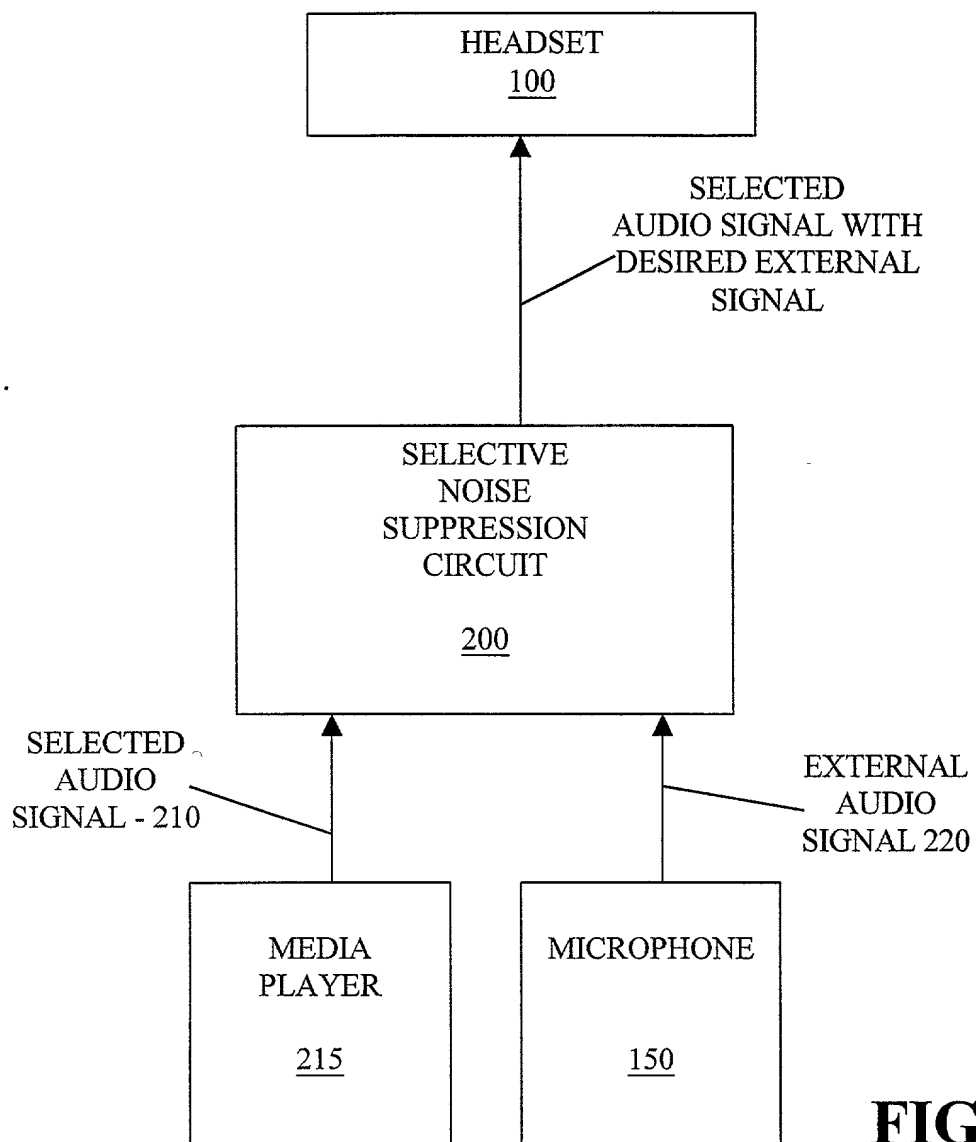 HEADSET
100
SELECTED
AUDIO SIGNAL WITH
DESIRED EXTERNAL
SIGNAL
SELECTIVE
NOISE
SUPPRESSION
CIRCUIT
200
SELECTED
AUDIO
SIGNAL - 210
EXTERNAL
AUDIO
SIGNAL 220
MEDIA
PLAYER
215
MICROPHONE
150
FIG